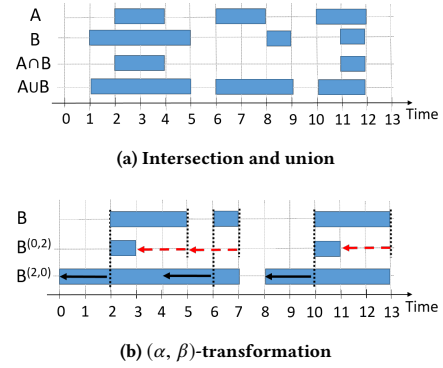 A
B
A∩B
A∪B
Time
0 1 2 3 4 5 6 7 8 9 10 11 12 13
(a) Intersection and union
B
B^(0,2)
B^(2,0)
Time
0 1 2 3 4 5 6 7 8 9 10 11 12 13
(b) (α, β)-transformation